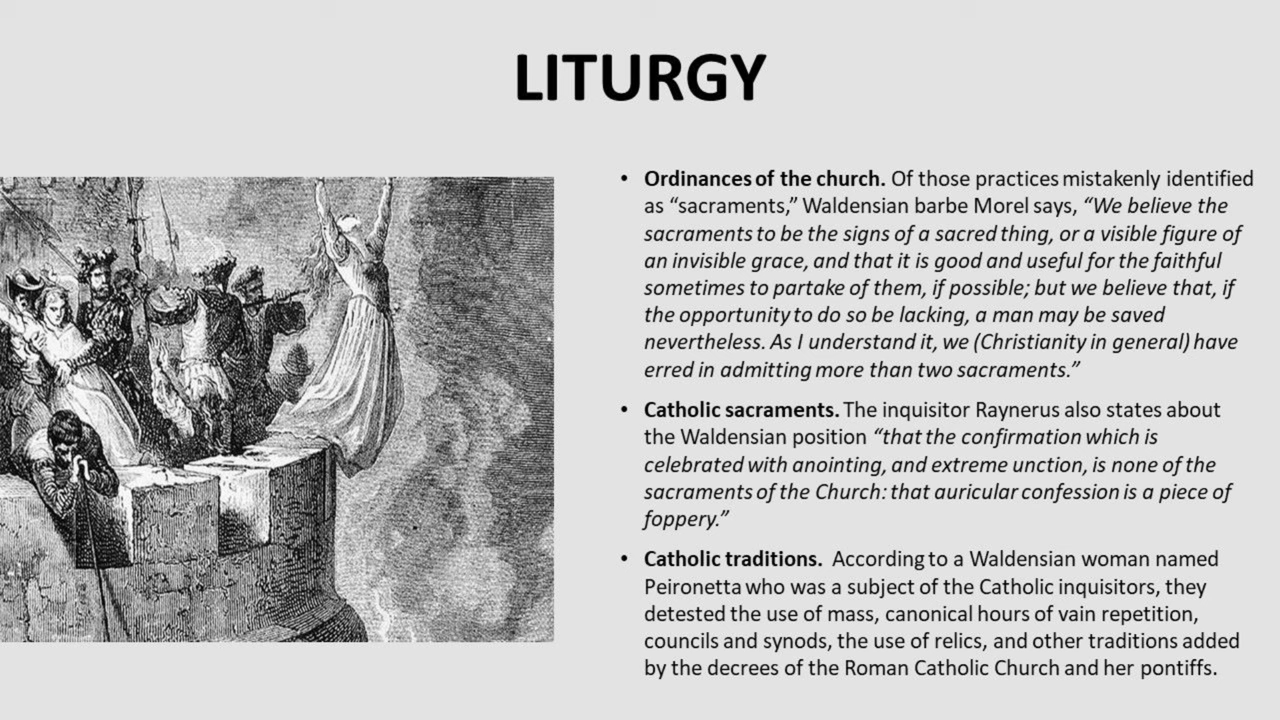 LITURGY
• Ordinances of the church. Of those practices mistakenly identified
as “sacraments,” Waldensian barbe Morel says, “We believe the
sacraments to be the signs of a sacred thing, or a visible figure of
an invisible grace, and that it is good and useful for the faithful
sometimes to partake of them, if possible; but we believe that, if
the opportunity to do so be lacking, a man may be saved
nevertheless. As I understand it, we (Christianity in general) have
erred in admitting more than two sacraments.”
• Catholic sacraments. The inquisitor Raynerus also states about
the Waldensian position “that the confirmation which is
celebrated with anointing, and extreme unction, is none of the
sacraments of the Church: that auricular confession is a piece of
foppery.”
• Catholic traditions. According to a Waldensian woman named
Peironetta who was a subject of the Catholic inquisitors, they
detested the use of mass, canonical hours of vain repetition,
councils and synods, the use of relics, and other traditions added
by the decrees of the Roman Catholic Church and her pontiffs.